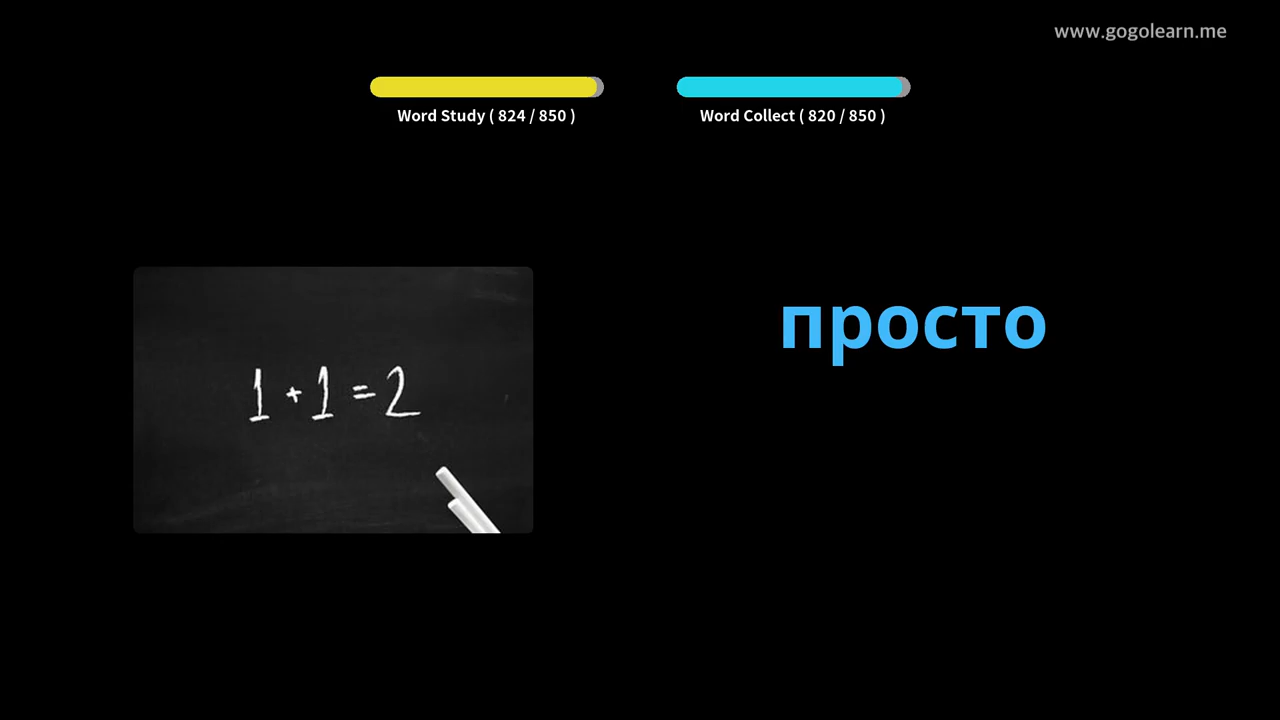 www.gogolearn.me
Word Study ( 824 / 850 )
Word Collect ( 820 / 850 )
просто
1 + 1 = 2